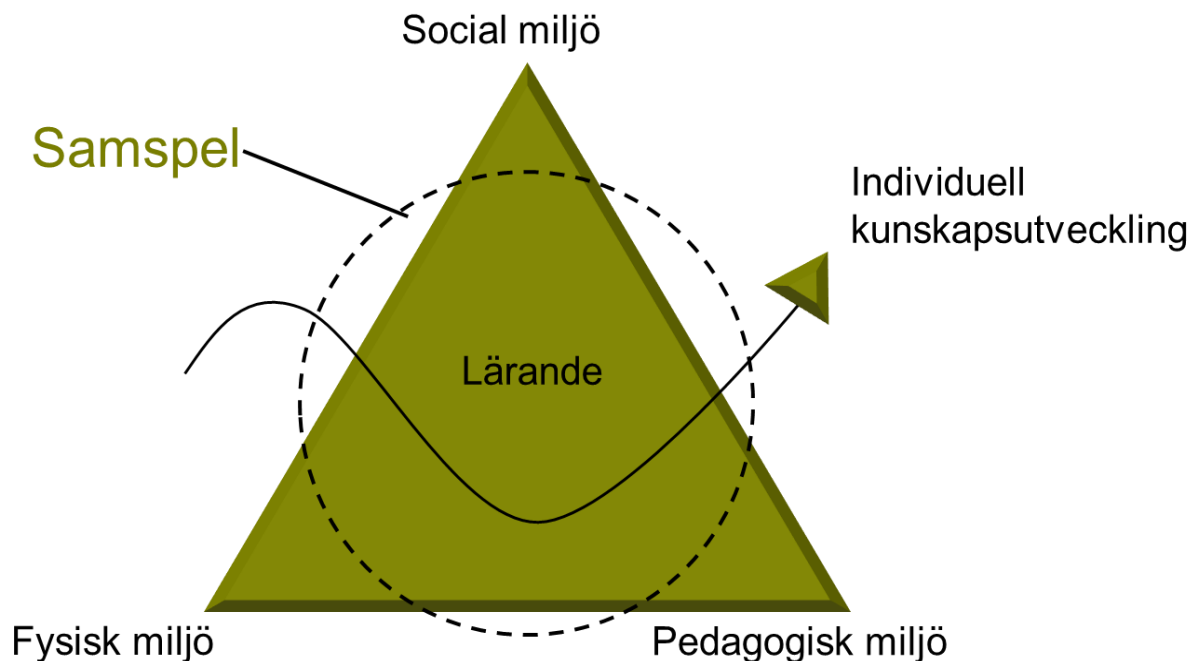 Social miljö
Samspel
Individuell
kunskapsutveckling
Lärande
Fysisk miljö
Pedagogisk miljö